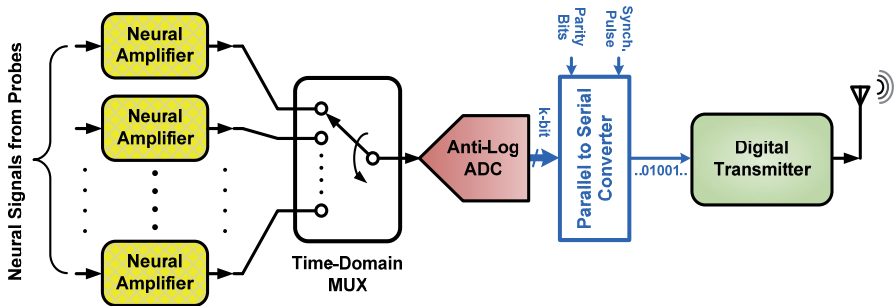 Neural Signals from Probes
Neural
Amplifier
Neural
Amplifier
Neural
Amplifier
Time-Domain
MUX
Anti-Log
ADC
k-bit
Parity
Bits
Synch,
Pulse
Parallel to Serial
Converter
..01001..
Digital
Transmitter